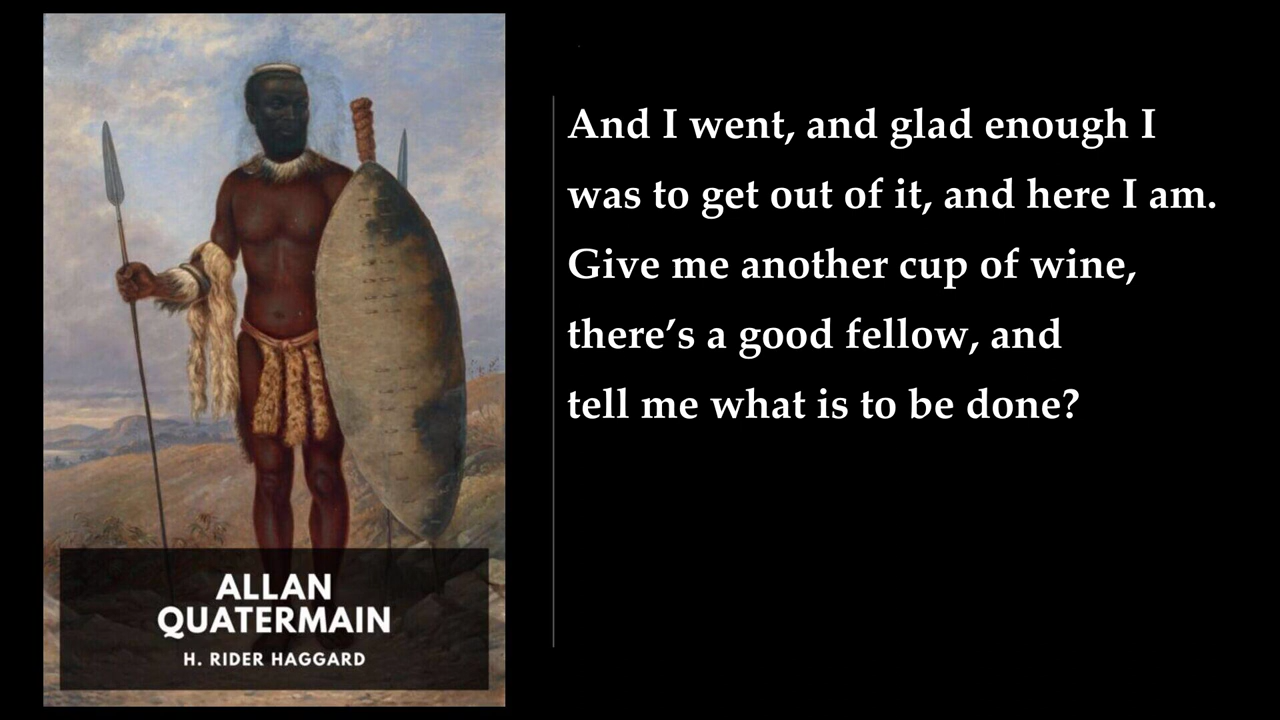 ALLAN
QUATERMAIN
H. RIDER HAGGARD
And I went, and glad enough I
was to get out of it, and here I am.
Give me another cup of wine,
there’s a good fellow, and
tell me what is to be done?